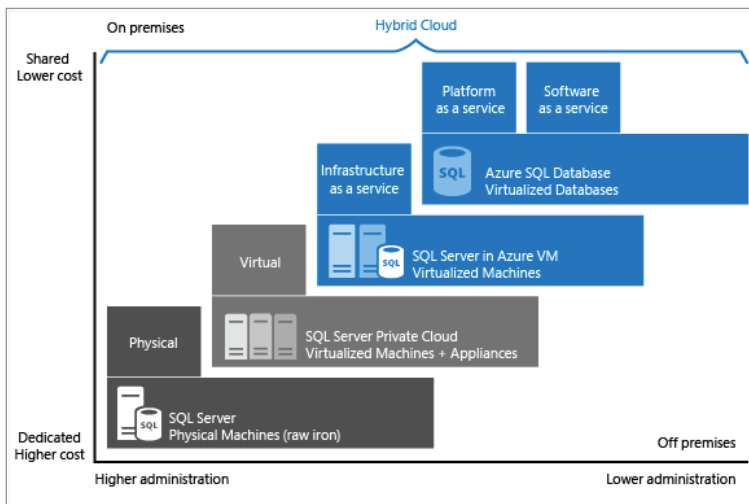 On premises
Hybrid Cloud
Shared
Lower cost
Platform
as a service
Software
as a service
SQL
Azure SQL Database
Virtualized Databases
Infrastructure
as a service
SQL
SQL Server in Azure VM
Virtualized Machines
Virtual
SQL Server Private Cloud
Virtualized Machines + Appliances
Physical
SQL
SQL Server
Physical Machines (raw iron)
Dedicated
Higher cost
Off premises
Higher administration
Lower administration